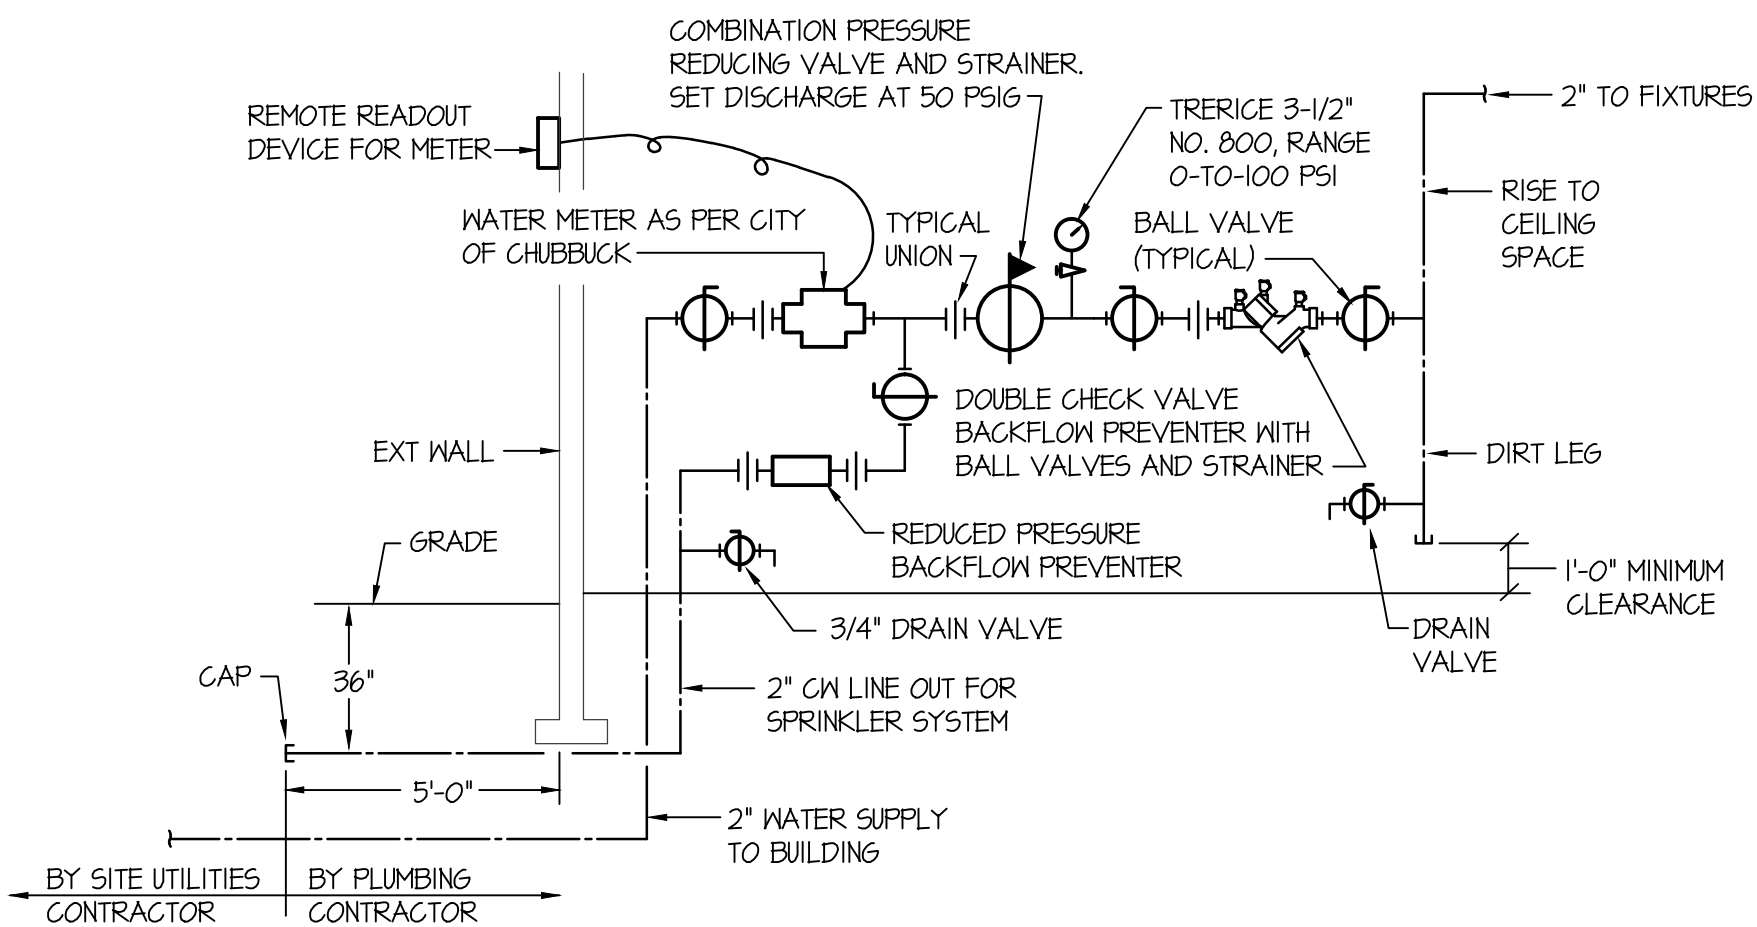 COMBINATION PRESSURE
REDUCING VALVE AND STRAINER.
SET DISCHARGE AT 50 PSIG
REMOTE READOUT
DEVICE FOR METER
TRERICE 3-1/2"
NO. 800, RANGE
0-TO-100 PSI
2" TO FIXTURES
RISE TO
CEILING
SPACE
WATER METER AS PER CITY
OF CHUBBUCK
TYPICAL
UNION
BALL VALVE
(TYPICAL)
DOUBLE CHECK VALVE
BACKFLOW PREVENTER WITH
BALL VALVES AND STRAINER
EXT WALL
DIRT LEG
GRADE
REDUCED PRESSURE
BACKFLOW PREVENTER
1'-0" MINIMUM
CLEARANCE
3/4" DRAIN VALVE
DRAIN
VALVE
CAP
36"
2" CW LINE OUT FOR
SPRINKLER SYSTEM
5'-0"
2" WATER SUPPLY
TO BUILDING
BY SITE UTILITIES
CONTRACTOR
BY PLUMBING
CONTRACTOR